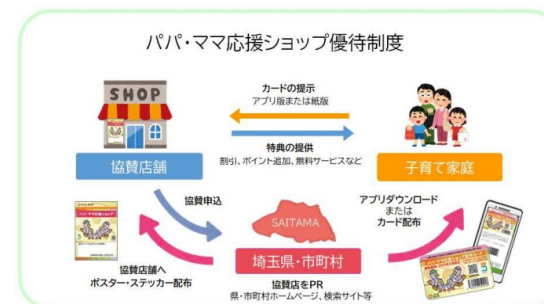 パパ・ママ応援ショップ優待制度
SHOP
カードの提示
アプリ版または紙版
特典の提供
割引、ポイント追加、無料サービスなど
協賛店舗
子育て家庭
協賛申込
アプリダウンロード
または
カード配布
SAITAMA
埼玉県・市町村
協賛店舗へ
ポスター・ステッカー配布
協賛店をPR
県・市町村ホームページ、検索サイト等